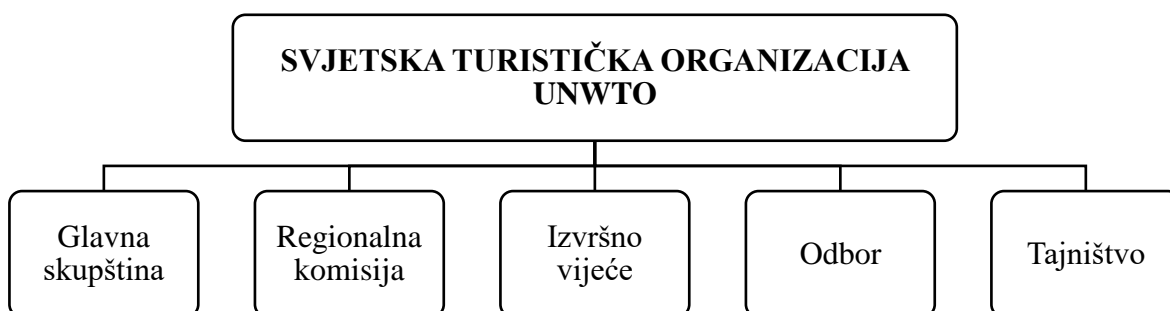 SVJETSKA TURISTIČKA ORGANIZACIJA
UNWTO
Glavna
skupština
Regionalna
komisija
Izvršno
vijeće
Odbor
Tajništvo